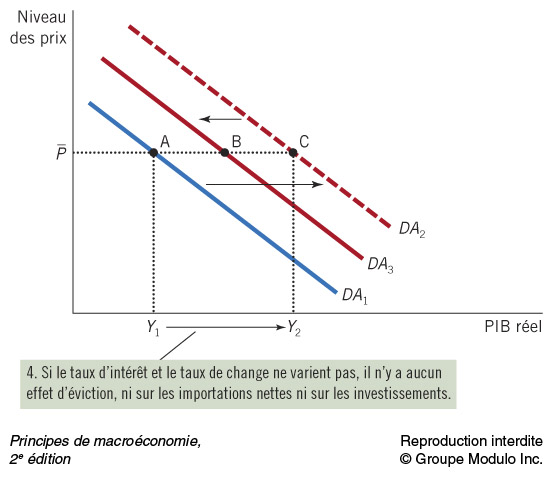 Niveau
des prix
A
B
C
P̅
DA₂
DA₃
DA₁
Y₁
Y₂
PIB réel
4. Si le taux d'intérêt et le taux de change ne varient pas, il n'y a aucun
effet d'éviction, ni sur les importations nettes ni sur les investissements.
Principes de macroéconomie,
2e édition
Reproduction interdite
© Groupe Modulo Inc.